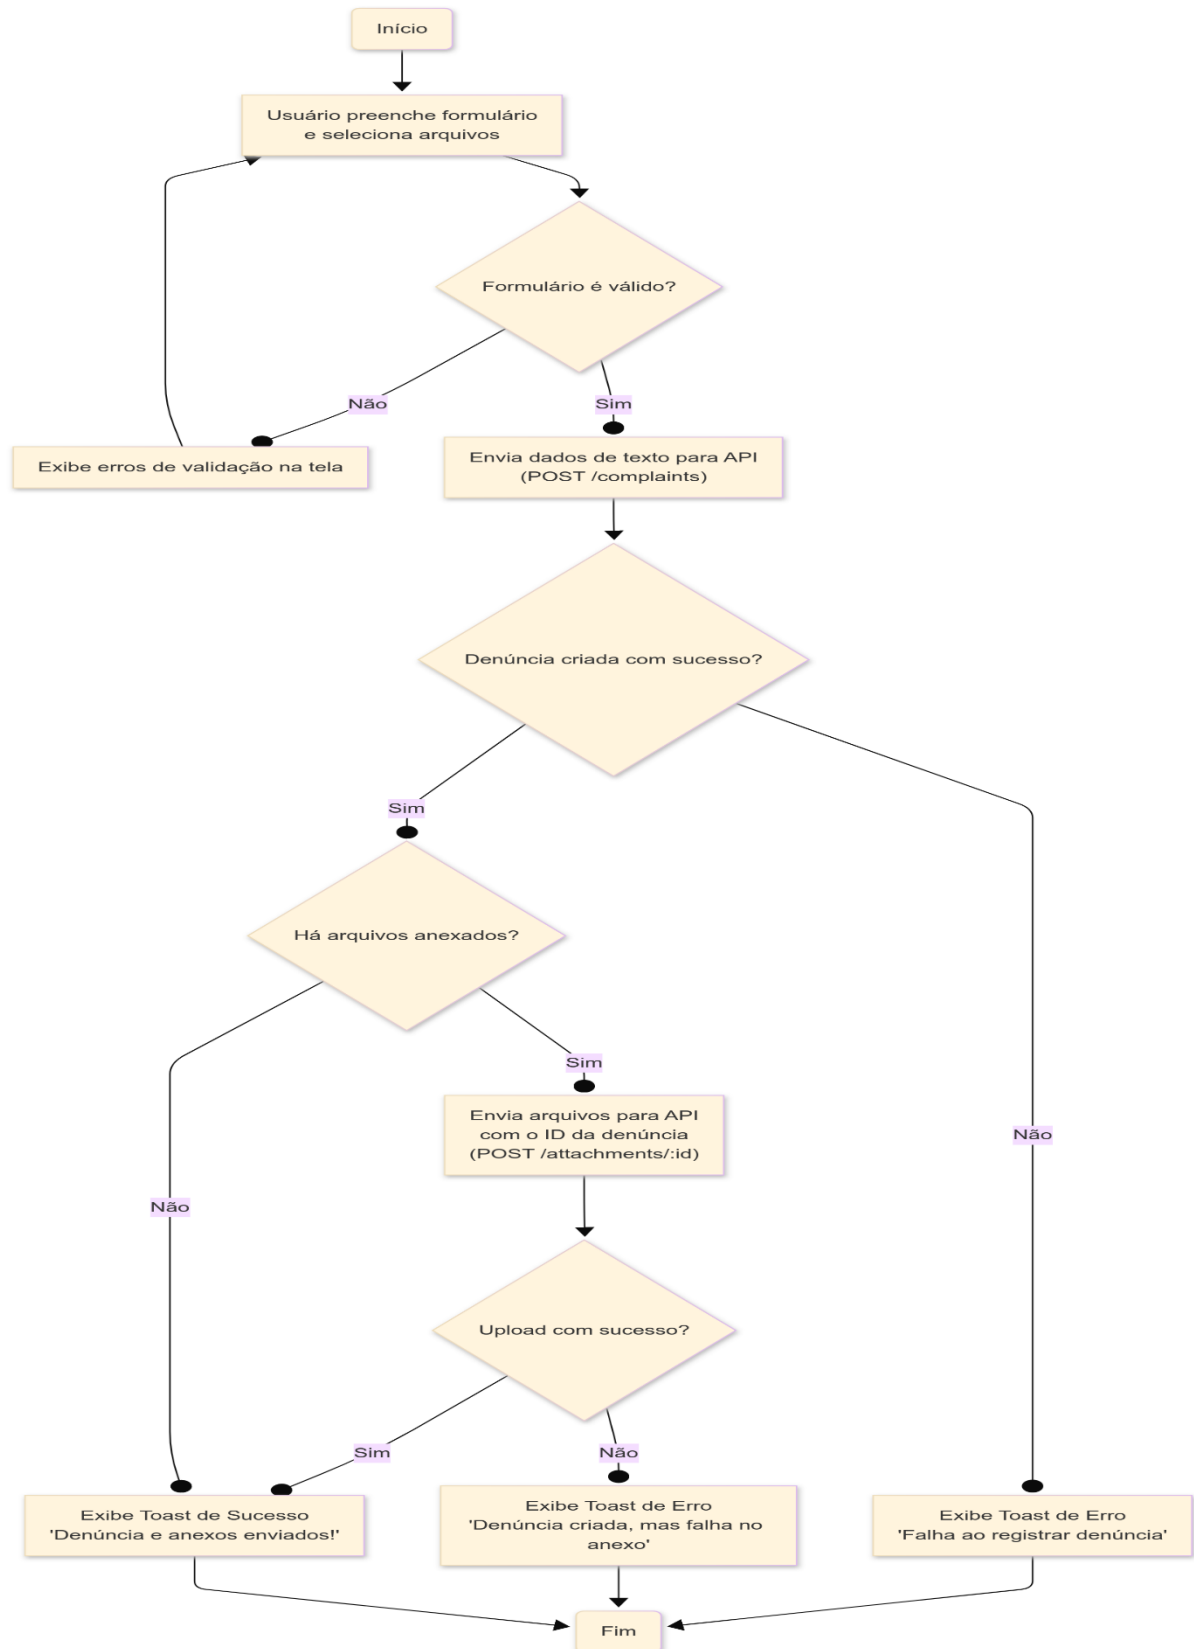 Início
Usuário preenche formulário
e seleciona arquivos
Formulário é válido?
Não
Sim
Exibe erros de validação na tela
Envia dados de texto para API
(POST /complaints)
Denúncia criada com sucesso?
Sim
Há arquivos anexados?
Sim
Envia arquivos para API
com o ID da denúncia
(POST /attachments/:id)
Não
Não
Upload com sucesso?
Sim
Não
Exibe Toast de Sucesso
'Denúncia e anexos enviados!'
Exibe Toast de Erro
'Denúncia criada, mas falha no
anexo'
Exibe Toast de Erro
'Falha ao registrar denúncia'
Fim